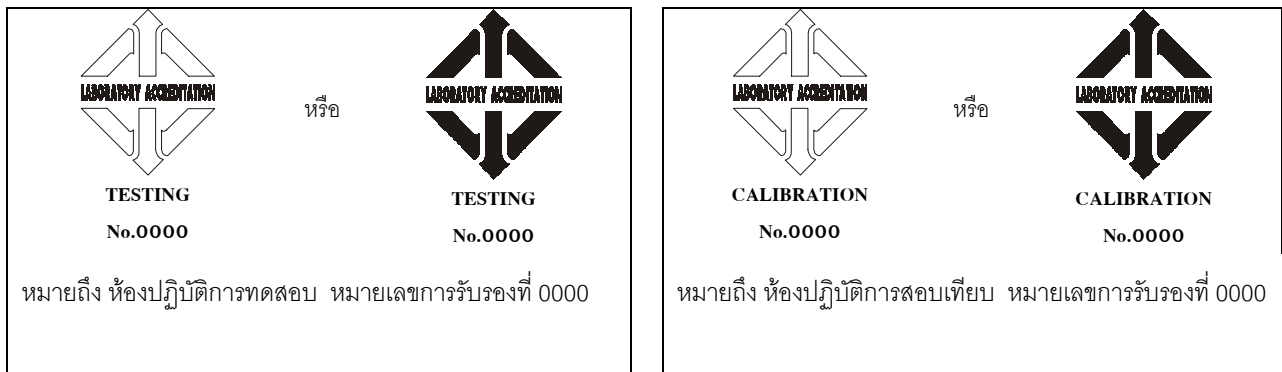 LABORATORY ACCREDITATION
TESTING
No.0000
หรือ
LABORATORY ACCREDITATION
TESTING
No.0000
หมายถึง ห้องปฏิบัติการทดสอบ หมายเลขการรับรองที่ 0000
LABORATORY ACCREDITATION
CALIBRATION
No.0000
หรือ
LABORATORY ACCREDITATION
CALIBRATION
No.0000
หมายถึง ห้องปฏิบัติการสอบเทียบ หมายเลขการรับรองที่ 0000